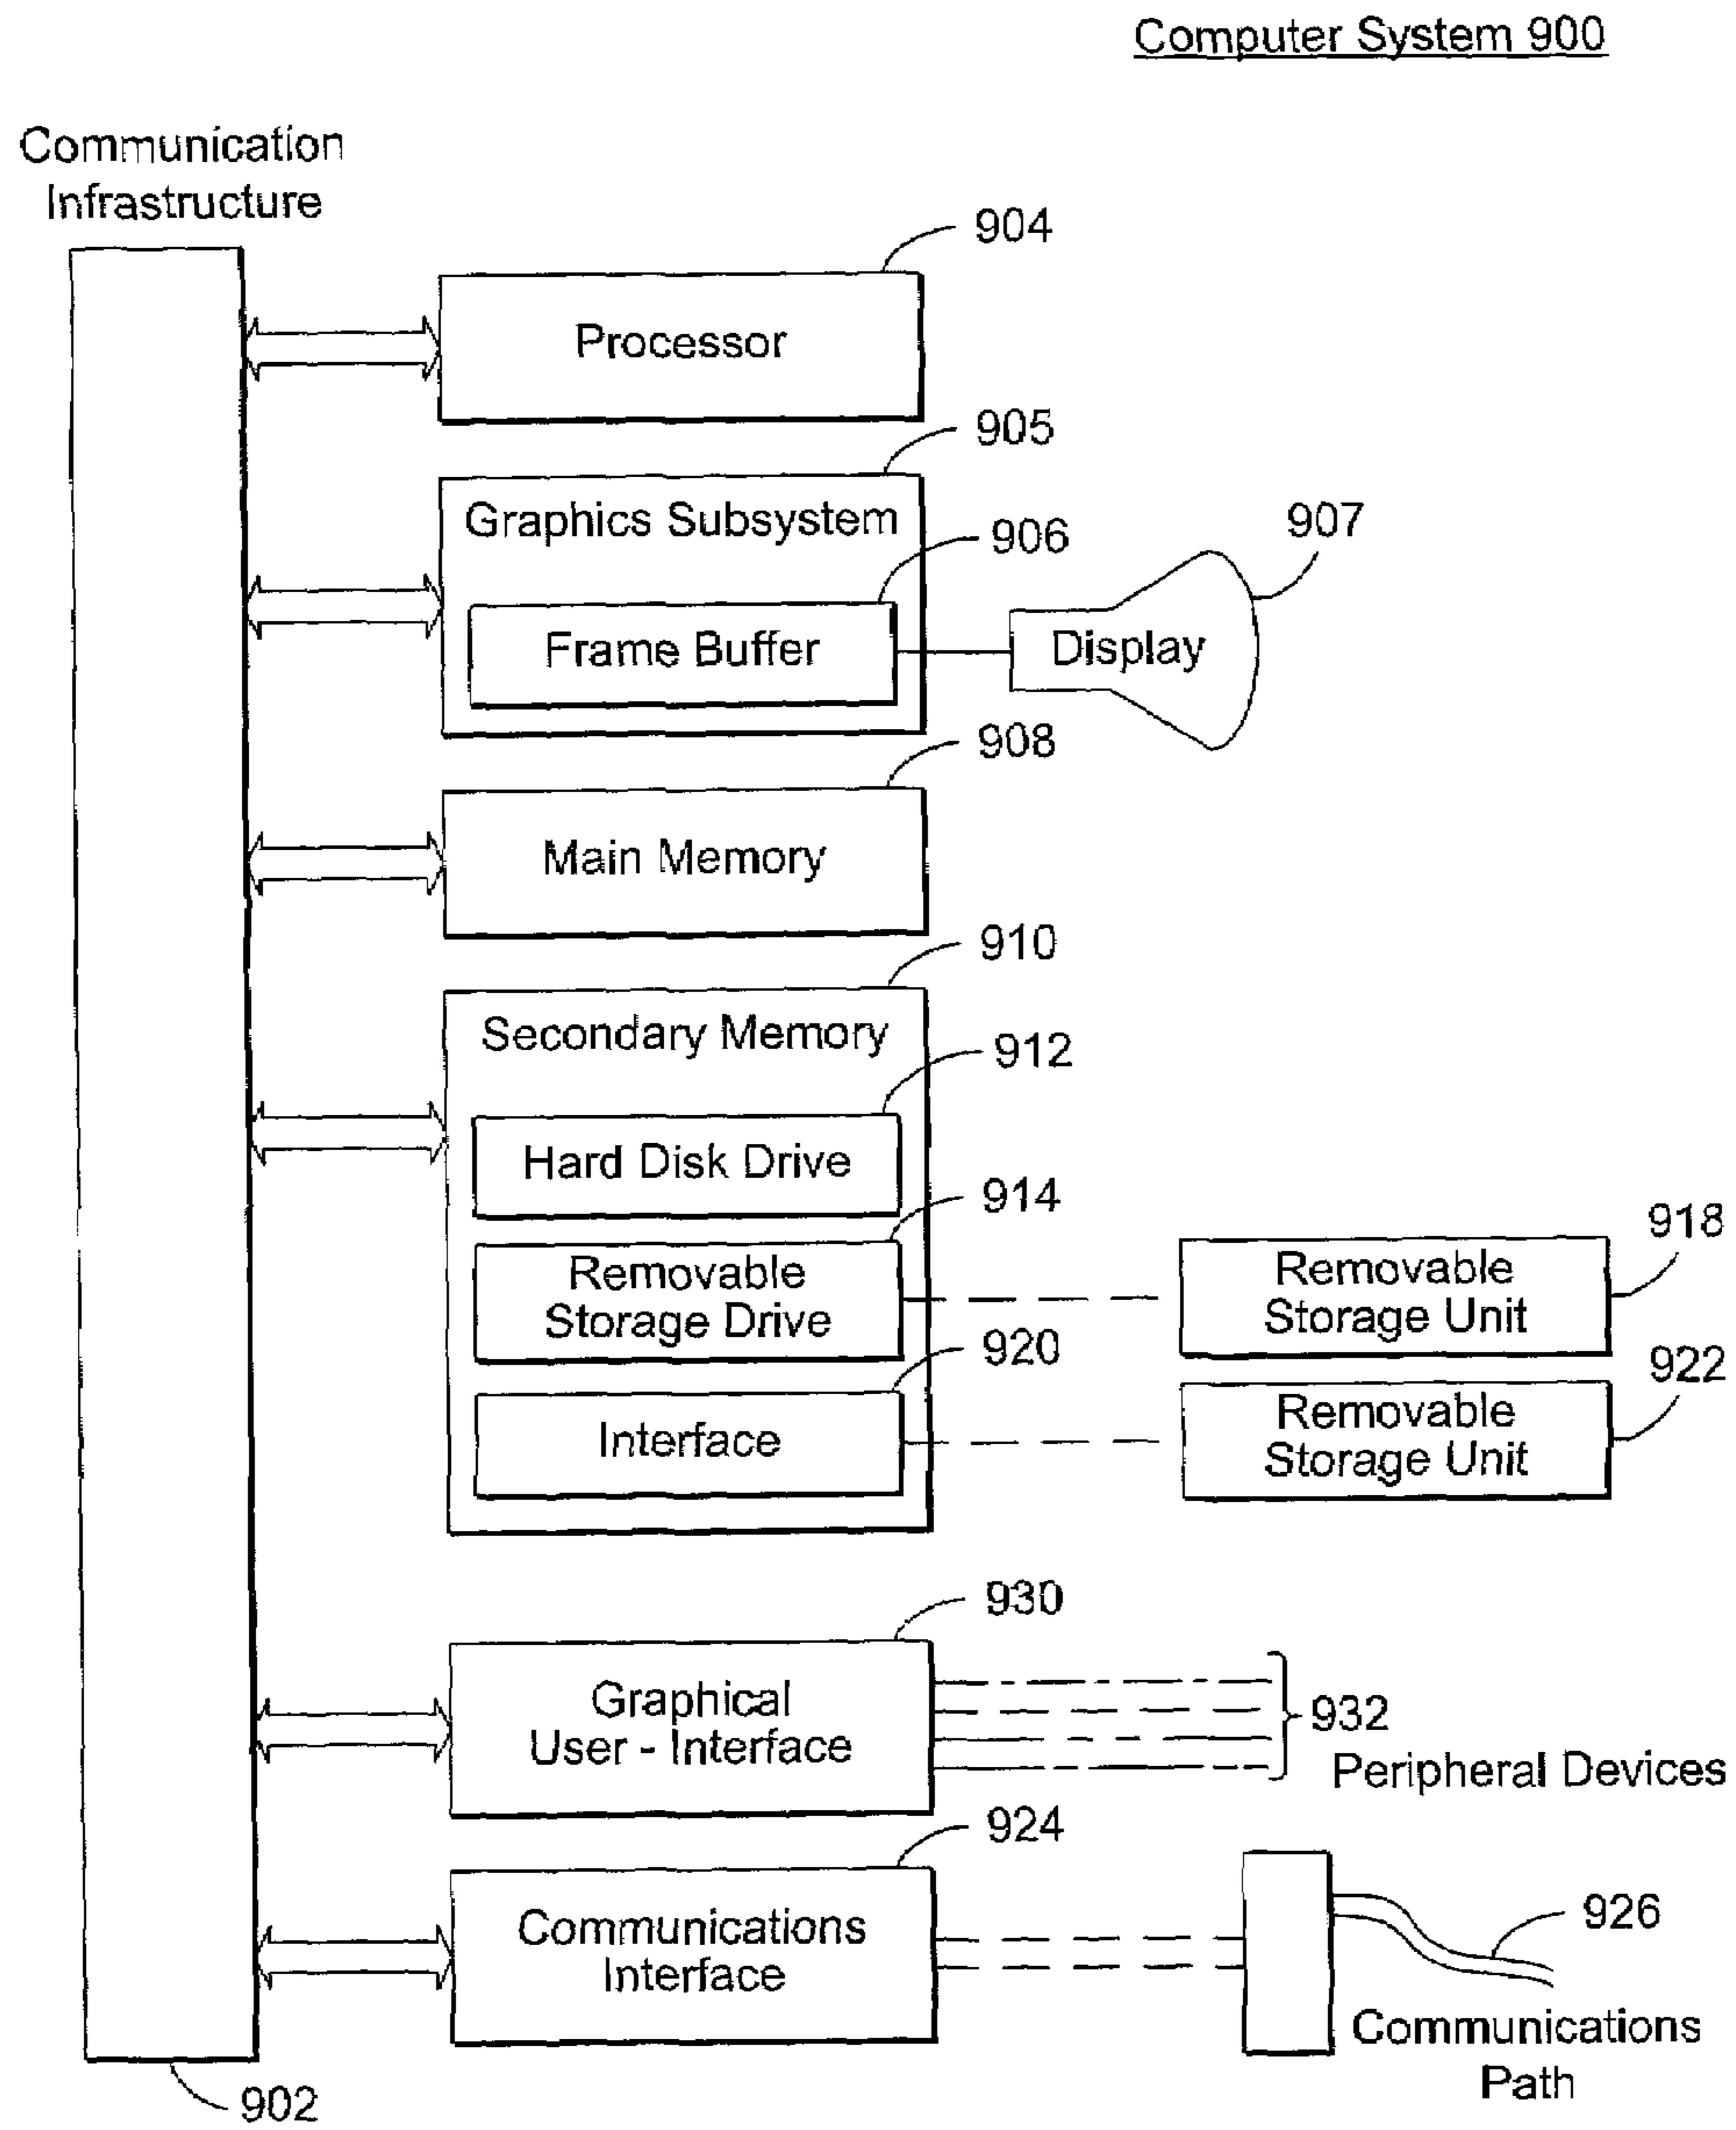 Computer System 900
Communication
Infrastructure
904
Processor
905
Graphics Subsystem
906
907
Frame Buffer
Display
908
Main Memory
910
Secondary Memory
912
Hard Disk Drive
914
918
Removable
Storage Drive
Removable
Storage Unit
920
922
Interface
Removable
Storage Unit
930
Graphical
User - Interface
932
Peripheral Devices
924
Communications
Interface
926
Communications
Path
902